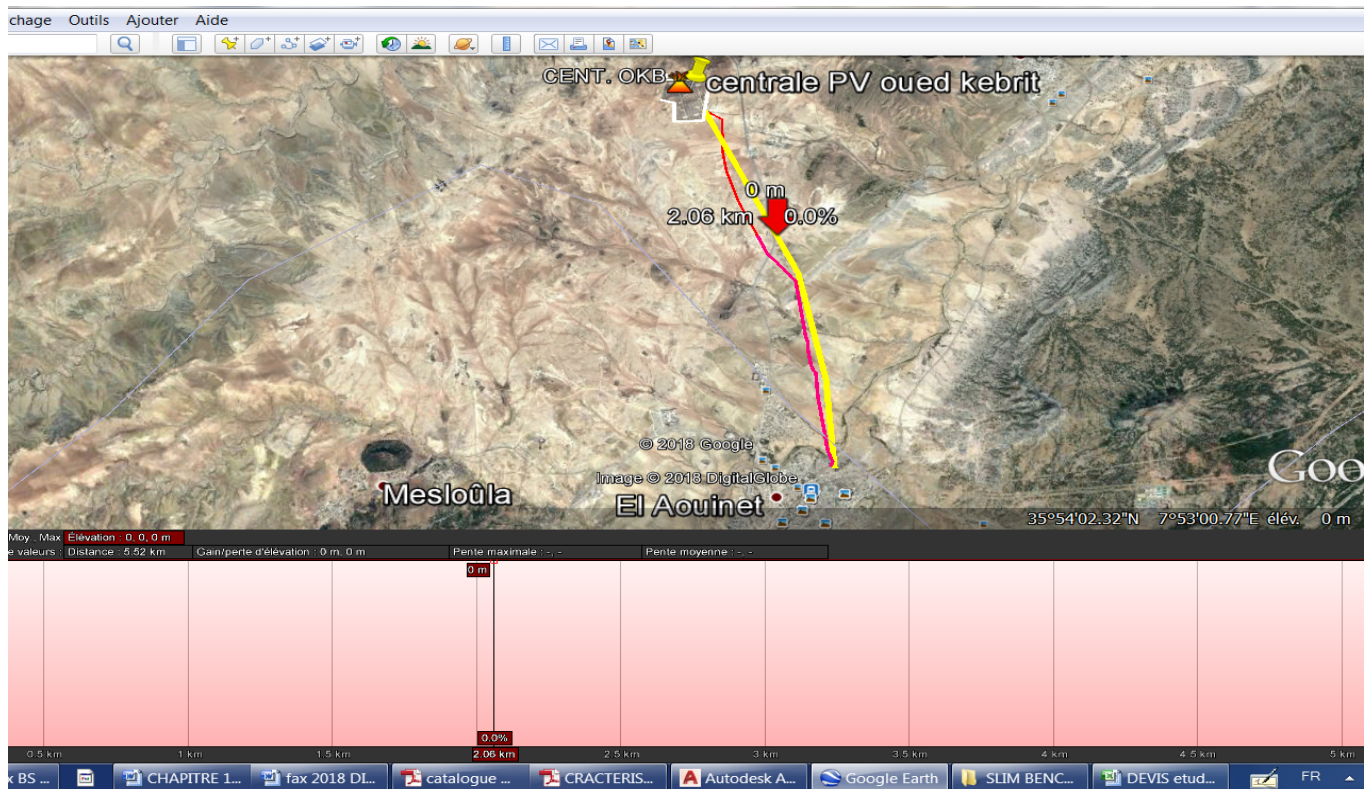 chage Outils Ajouter Aide
CENT. OKB
centrale PV oued kebrit
0 m
2.06 km 0.0%
© 2018 Google
Image © 2018 DigitalGlobe
Mesloûla
El Aouinet
Goo
35°54'02.32"N 7°53'00.77"E élév. 0 m
Moy., Max Élévation : 0, 0, 0 m
e valeurs : Distance : 5.52 km Gain/perte d'élévation : 0 m, 0 m Pente maximale : -, - Pente moyenne : -, -
0 m
0.0%
0.5 km 1 km 1.5 km 2.06 km 2.5 km 3 km 3.5 km 4 km 4.5 km 5 km
x BS ... CHAPITRE 1... fax 2018 DI... catalogue ... CRACTERIS... Autodesk A... Google Earth SLIM BENC... DEVIS etud... FR